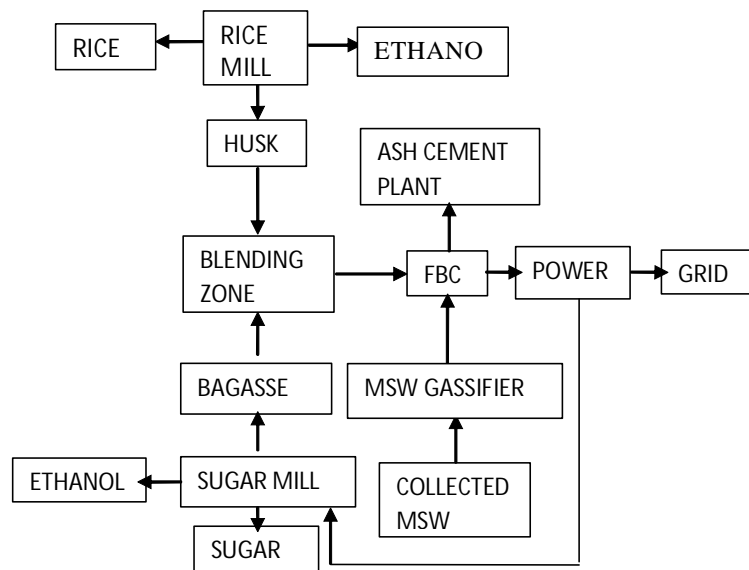 RICE
RICE
MILL
ETHANO
HUSK
ASH CEMENT
PLANT
BLENDING
ZONE
FBC
POWER
GRID
BAGASSE
MSW GASSIFIER
ETHANOL
SUGAR MILL
COLLECTED
MSW
SUGAR